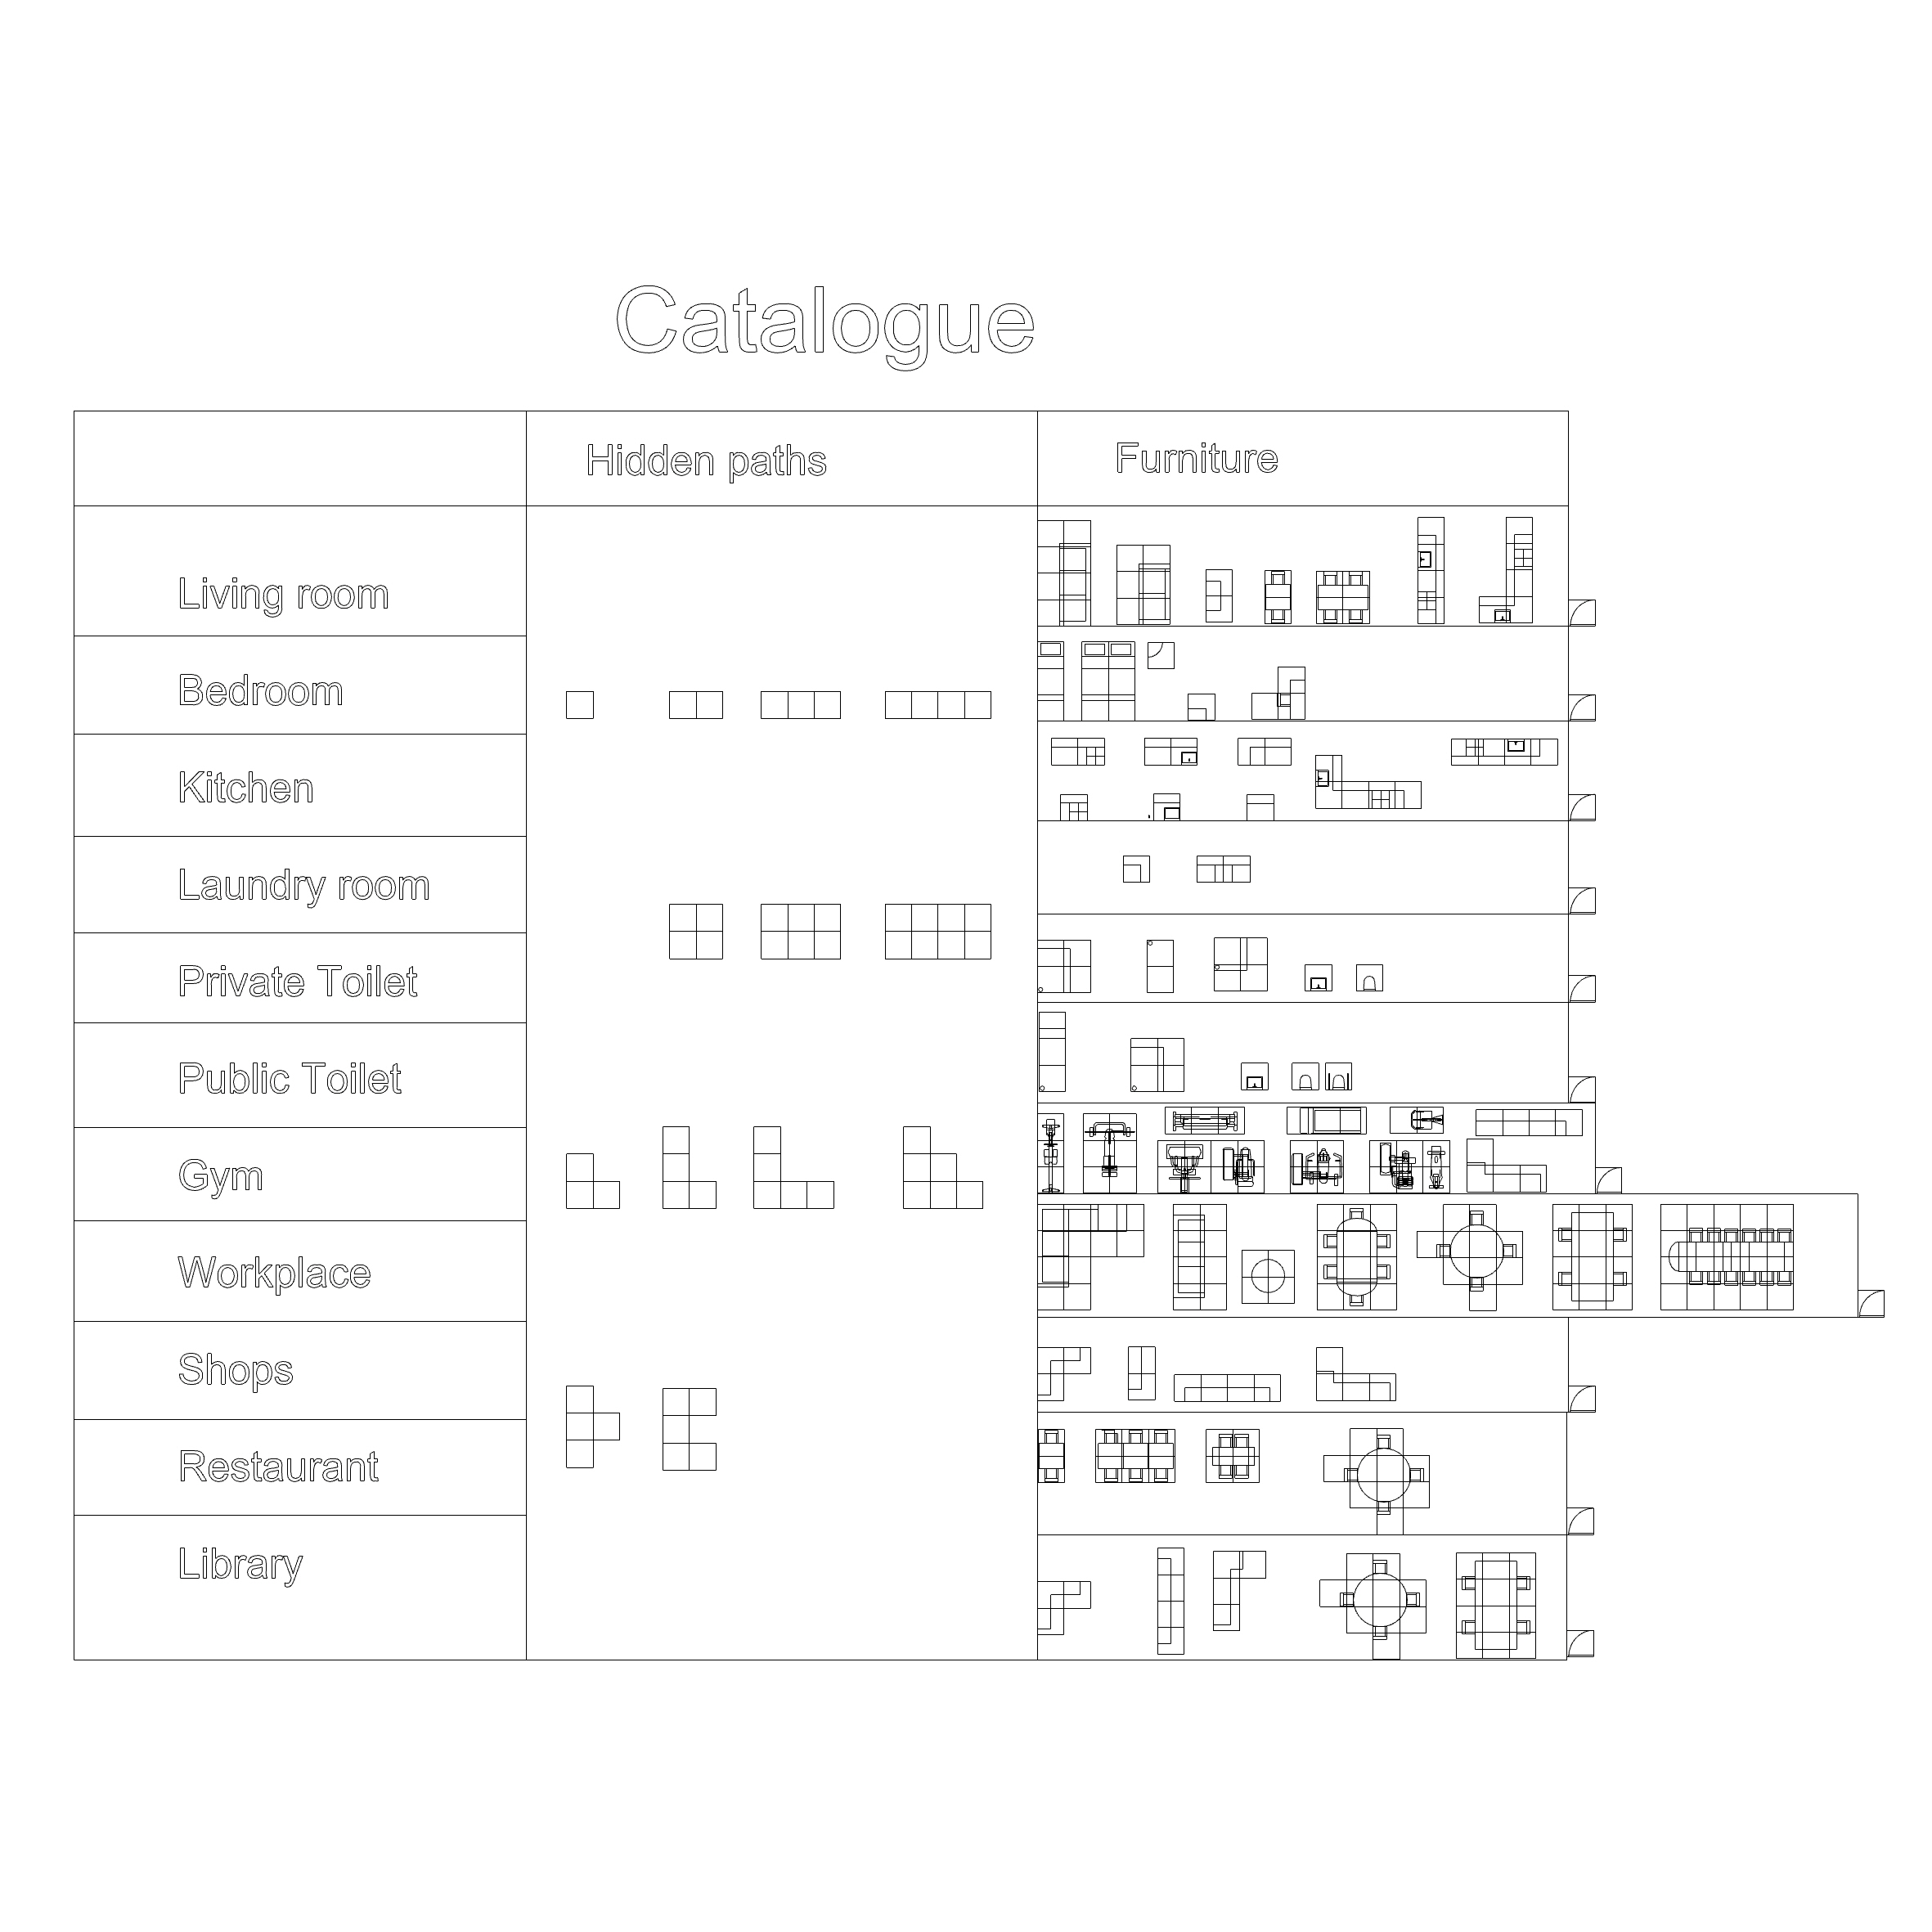 Catalogue
Hidden paths
Furniture
Living room
Bedroom
Kitchen
Laundry room
Private Toilet
Public Toilet
Gym
Workplace
Shops
Restaurant
Library